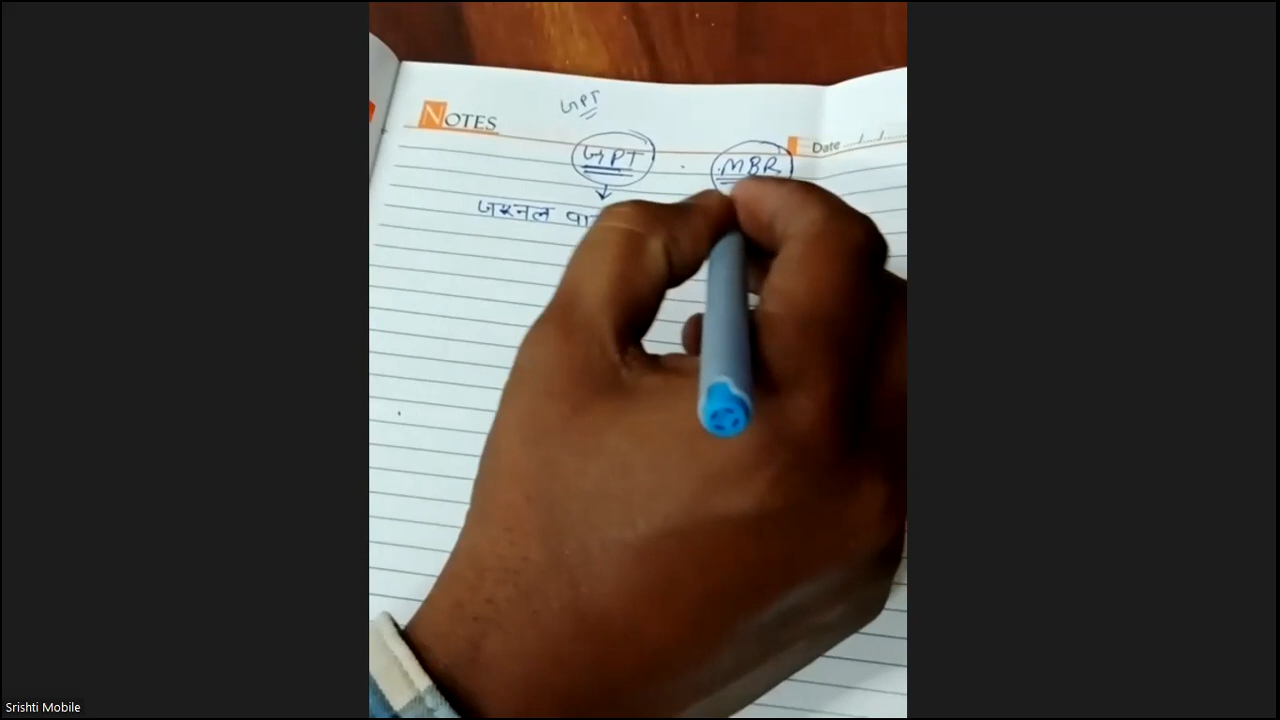 GPT
NOTES
Date
GPT MBR
↓
जरनल पा
Srishti Mobile